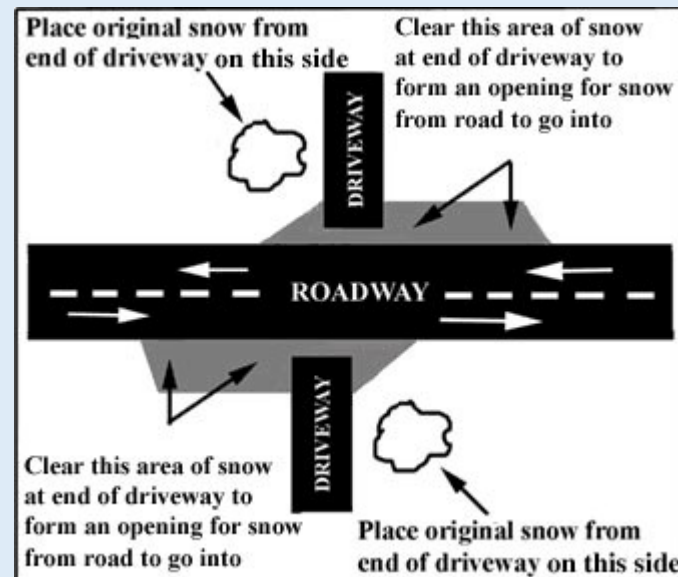 Place original snow from
end of driveway on this side
Clear this area of snow
at end of driveway to
form an opening for snow
from road to go into
DRIVEWAY
ROADWAY
DRIVEWAY
Clear this area of snow
at end of driveway to
form an opening for snow
from road to go into
Place original snow from
end of driveway on this side